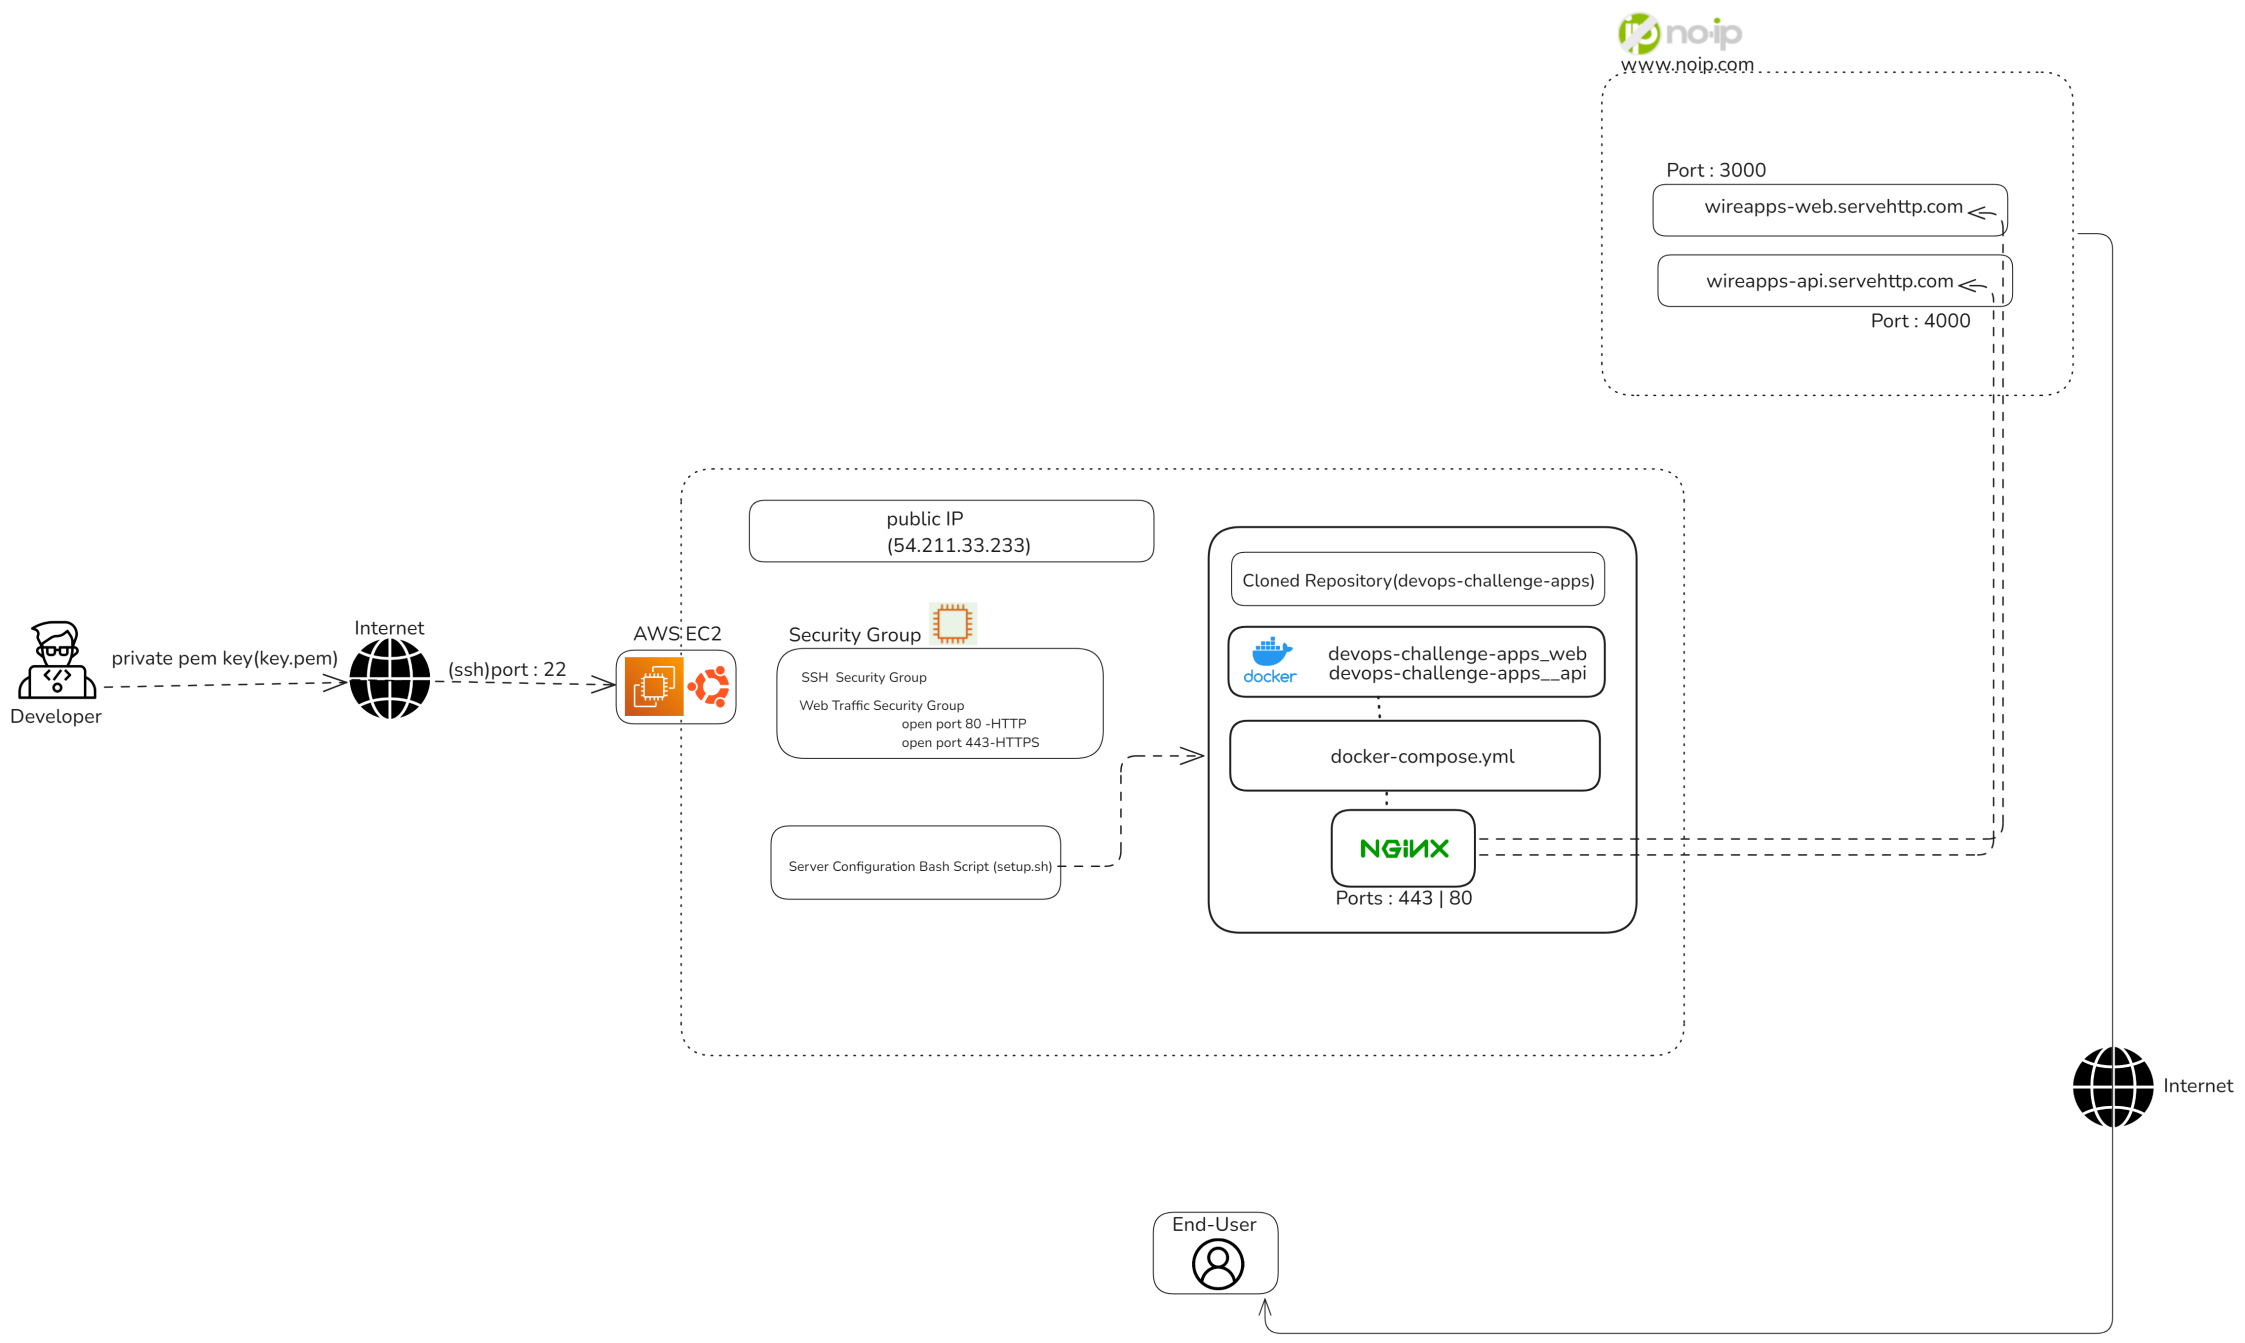 no-ip
www.noip.com
Port : 3000
wireapps-web.servehttp.com
wireapps-api.servehttp.com
Port : 4000
public IP
(54.211.33.233)
Cloned Repository(devops-challenge-apps)
Internet
AWS EC2
Security Group
private pem key(key.pem)
(ssh)port : 22
devops-challenge-apps_web
devops-challenge-apps__api
docker
SSH  Security Group
Web Traffic Security Group
open port 80 -HTTP
open port 443-HTTPS
Developer
docker-compose.yml
NGINX
Server Configuration Bash Script (setup.sh)
Ports : 443 | 80
Internet
End-User